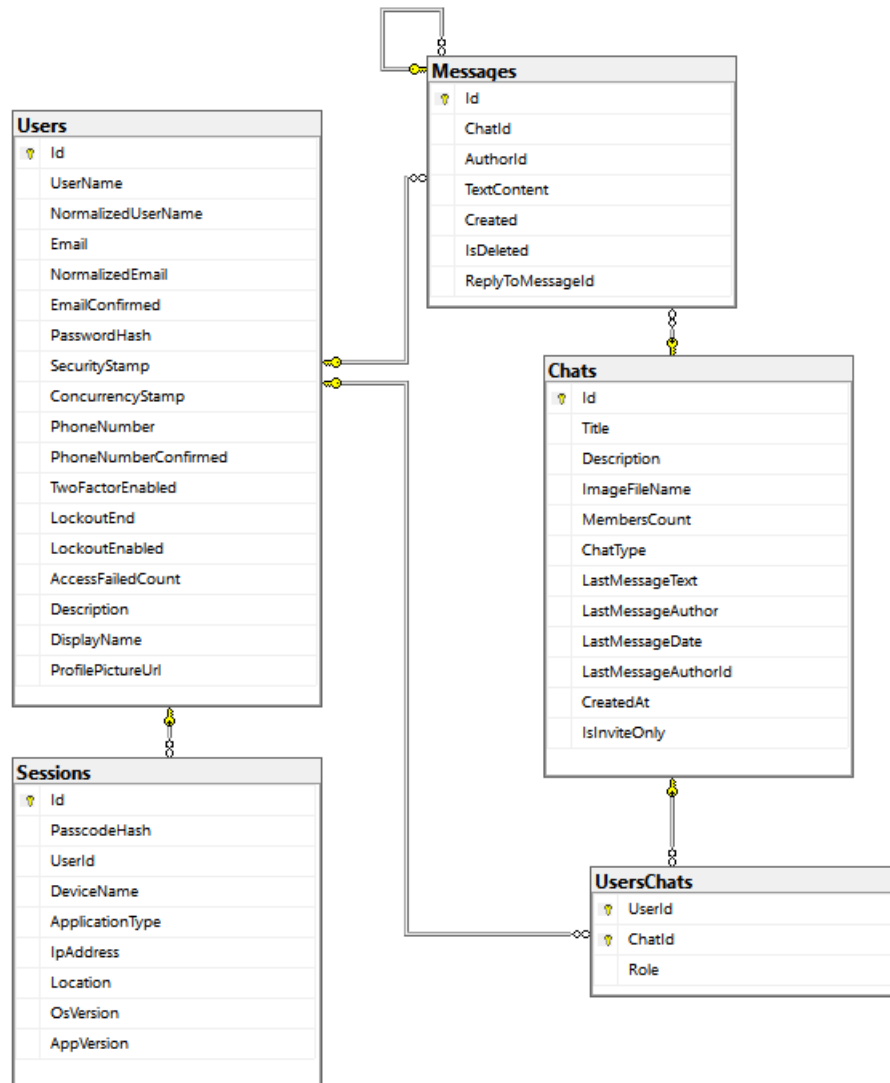 Messages
Id
ChatId
AuthorId
TextContent
Created
IsDeleted
ReplyToMessageId
Users
Id
UserName
NormalizedUserName
Email
NormalizedEmail
EmailConfirmed
PasswordHash
SecurityStamp
ConcurrencyStamp
PhoneNumber
PhoneNumberConfirmed
TwoFactorEnabled
LockoutEnd
LockoutEnabled
AccessFailedCount
Description
DisplayName
ProfilePictureUrl
Chats
Id
Title
Description
ImageFileName
MembersCount
ChatType
LastMessageText
LastMessageAuthor
LastMessageDate
LastMessageAuthorId
CreatedAt
IsInviteOnly
Sessions
Id
PasscodeHash
UserId
DeviceName
ApplicationType
IpAddress
Location
OsVersion
AppVersion
UsersChats
UserId
ChatId
Role